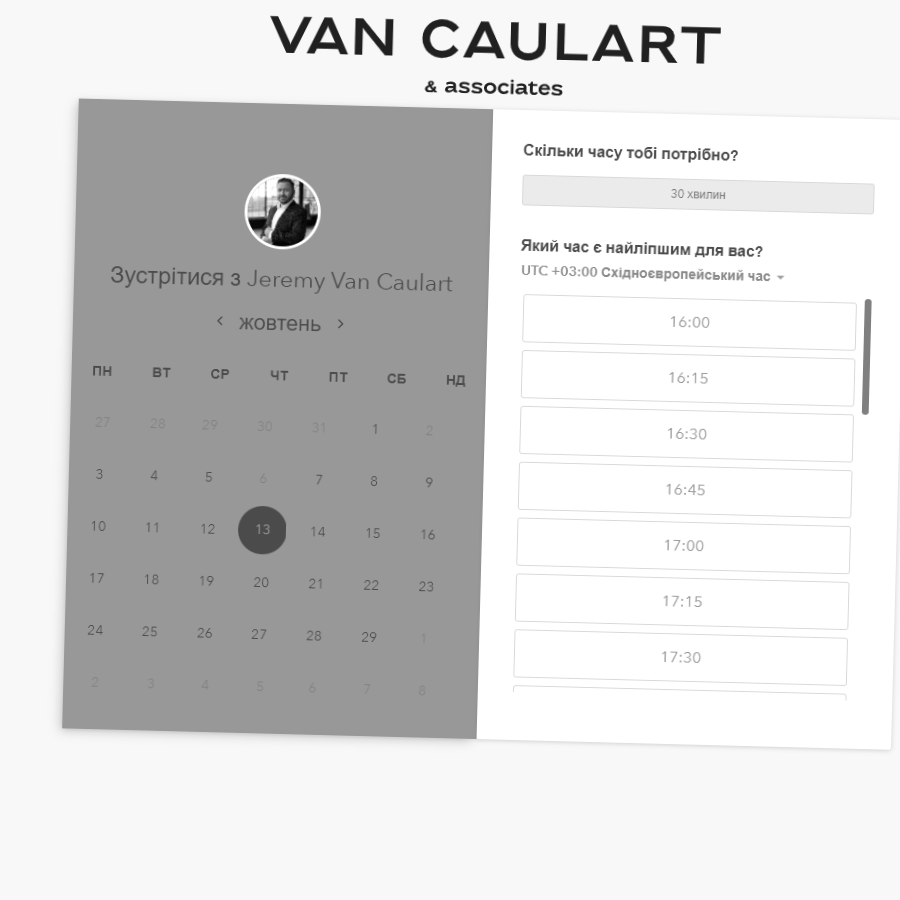 VAN CAULART
& associates
Зустрітися з Jeremy Van Caulart
жовтень
ПН ВТ СР ЧТ ПТ СБ НД
27 28 29 30 31 1 2
3 4 5 6 7 8 9
10 11 12 13 14 15 16
17 18 19 20 21 22 23
24 25 26 27 28 29 1
2 3 4 5 6 7 8
Скільки часу тобі потрібно?
30 хвилин
Який час є найліпшим для вас?
UTC +03:00 Східноєвропейський час
16:00
16:15
16:30
16:45
17:00
17:15
17:30